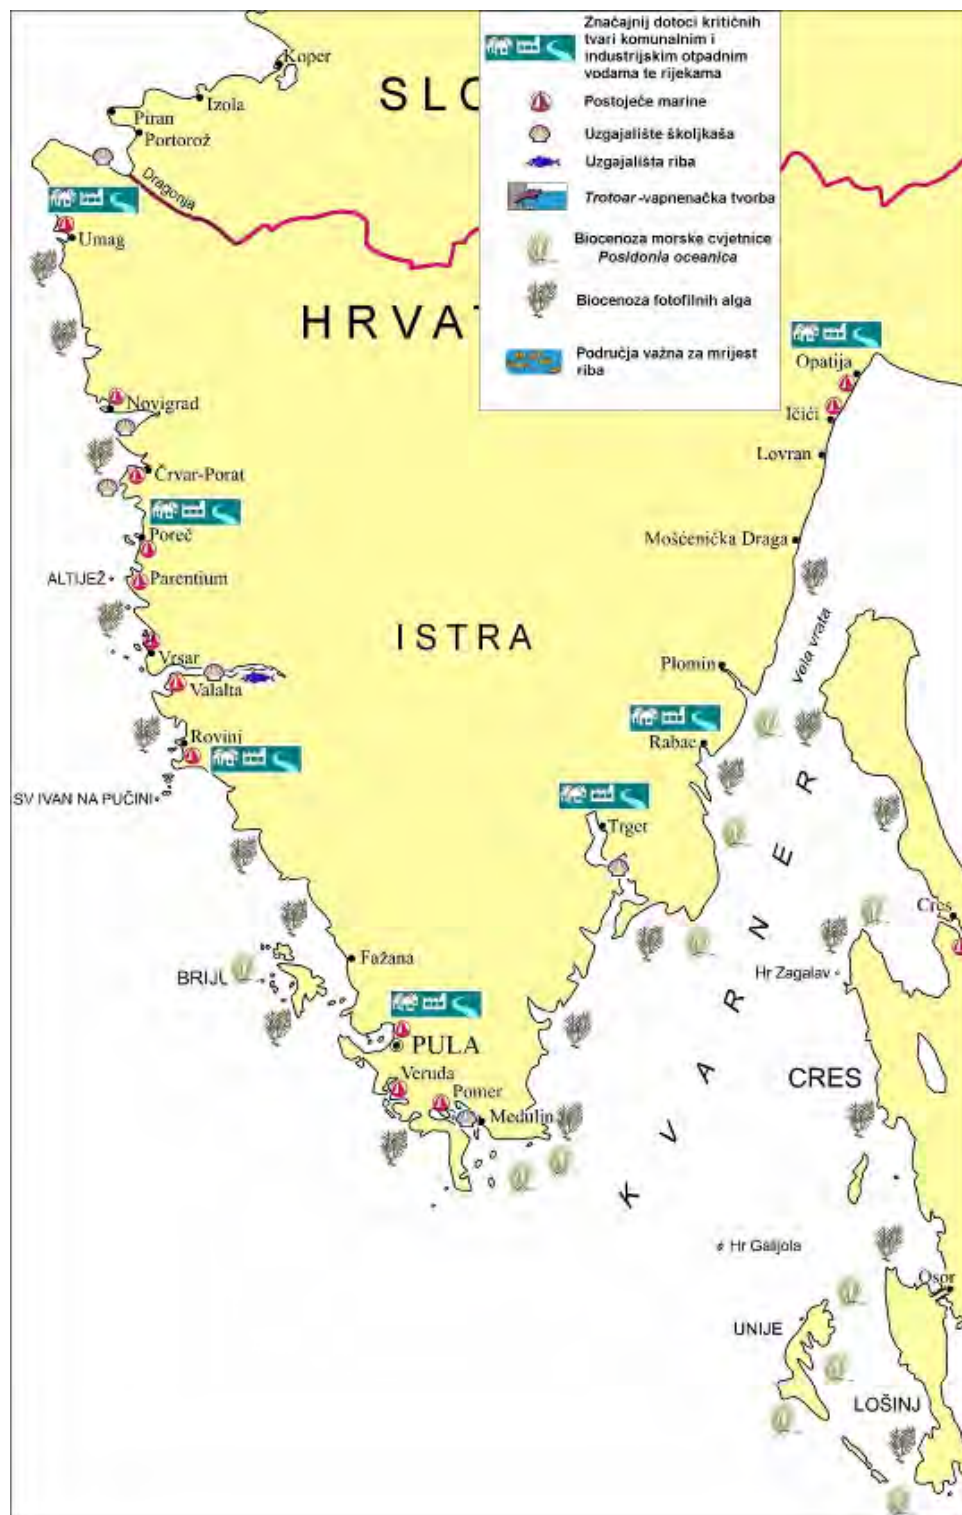 Značajnij dotoci kritičnih
tvari komunalnim i
industrijskim otpadnim
vodama te rijekama
Postojeće marine
Uzgajalište školjkaša
Uzgajališta riba
Trotoar-vapnenačka tvorba
Biocenoza morske cvjetnice
Posidonia oceanica
Biocenoza fotofilnih alga
Područja važna za mrijest
riba
Koper
SLO
Izola
Piran
Portorož
Dragonja
Umag
HRVAT
Opatija
Ičići
Novigrad
Lovran
Črvar-Porat
Poreč
Mošćenička Draga
ALTIJEŽ
Parentium
ISTRA
Vela vrata
Vrsar
Plomin
Valalta
Rovinj
Rabac
SV IVAN NA PUČINI
Trget
KVARNER
Cres
Fažana
Hr Zagalav
BRIJU
PULA
CRES
Veruda
Pomer
Medulin
Hr Galijola
Osor
UNIJE
LOŠINJ